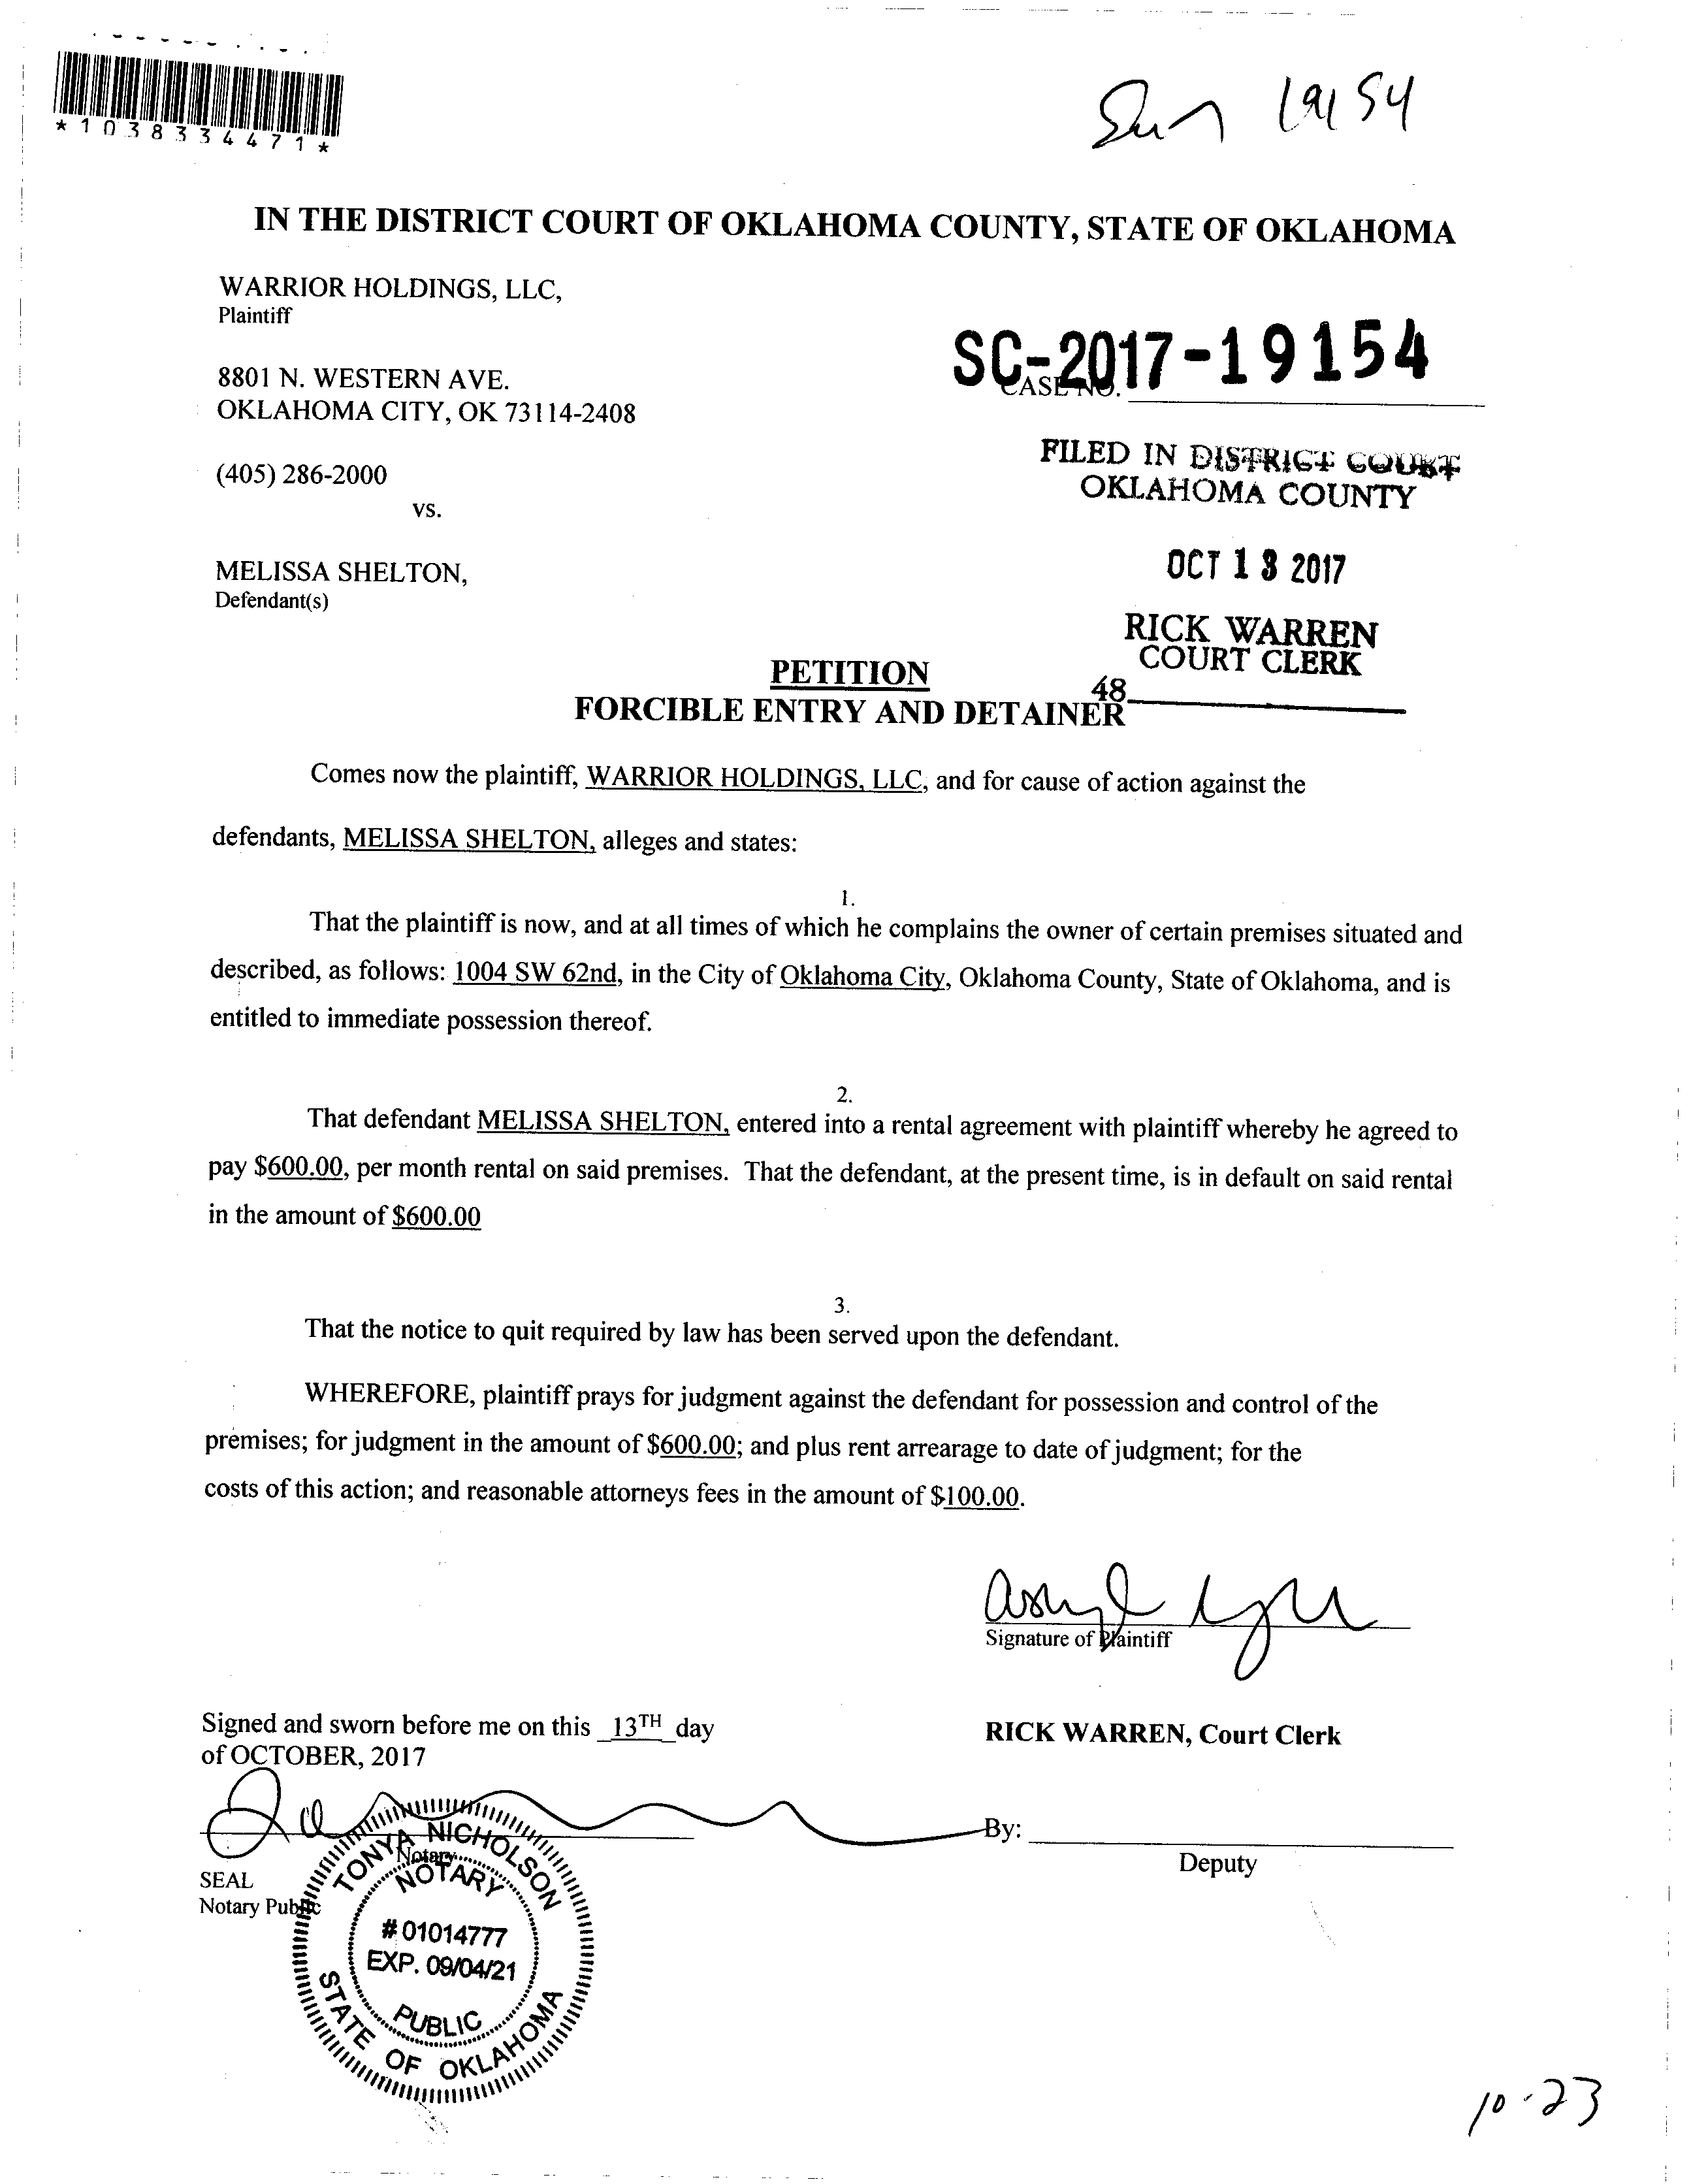 *1038334471*
19154
IN THE DISTRICT COURT OF OKLAHOMA COUNTY, STATE OF OKLAHOMA
WARRIOR HOLDINGS, LLC,
Plaintiff
8801 N. WESTERN AVE.
OKLAHOMA CITY, OK 73114-2408
(405) 286-2000
vs.
MELISSA SHELTON,
Defendant(s)
SC-2017-19154
CASE NO.
FILED IN DISTRICT COURT
OKLAHOMA COUNTY
OCT 13 2017
RICK WARREN
COURT CLERK
48
PETITION
FORCIBLE ENTRY AND DETAINER
Comes now the plaintiff, WARRIOR HOLDINGS, LLC, and for cause of action against the
defendants, MELISSA SHELTON, alleges and states:
1.
That the plaintiff is now, and at all times of which he complains the owner of certain premises situated and
described, as follows: 1004 SW 62nd, in the City of Oklahoma City, Oklahoma County, State of Oklahoma, and is
entitled to immediate possession thereof.
2.
That defendant MELISSA SHELTON, entered into a rental agreement with plaintiff whereby he agreed to
pay $600.00, per month rental on said premises. That the defendant, at the present time, is in default on said rental
in the amount of $600.00
3.
That the notice to quit required by law has been served upon the defendant.
WHEREFORE, plaintiff prays for judgment against the defendant for possession and control of the
premises; for judgment in the amount of $600.00; and plus rent arrearage to date of judgment; for the
costs of this action; and reasonable attorneys fees in the amount of $100.00.
Signature of Plaintiff
Signed and sworn before me on this 13TH day
of OCTOBER, 2017
RICK WARREN, Court Clerk
By:
Deputy
Notary
SEAL
Notary Public
TONYA NICHOLSON
NOTARY
#01014777
EXP. 09/04/21
PUBLIC
STATE OF OKLAHOMA
10-23